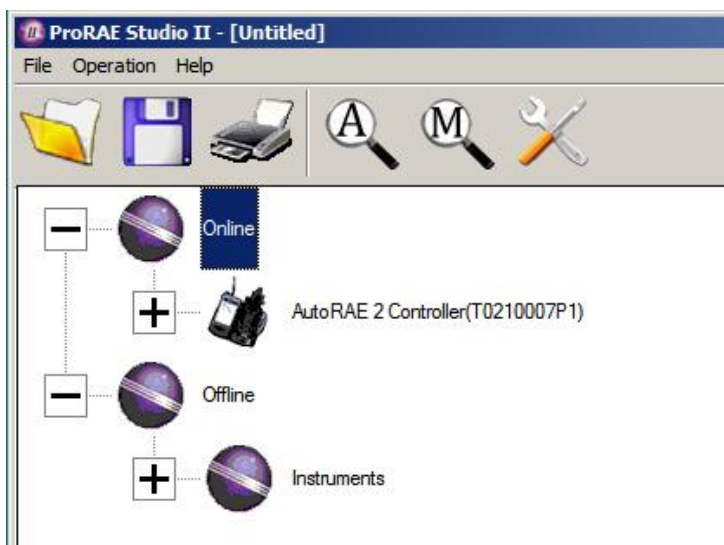 ProRAE Studio II - [Untitled]
File Operation Help
A M
Online
AutoRAE 2 Controller(T0210007P1)
Offline
Instruments